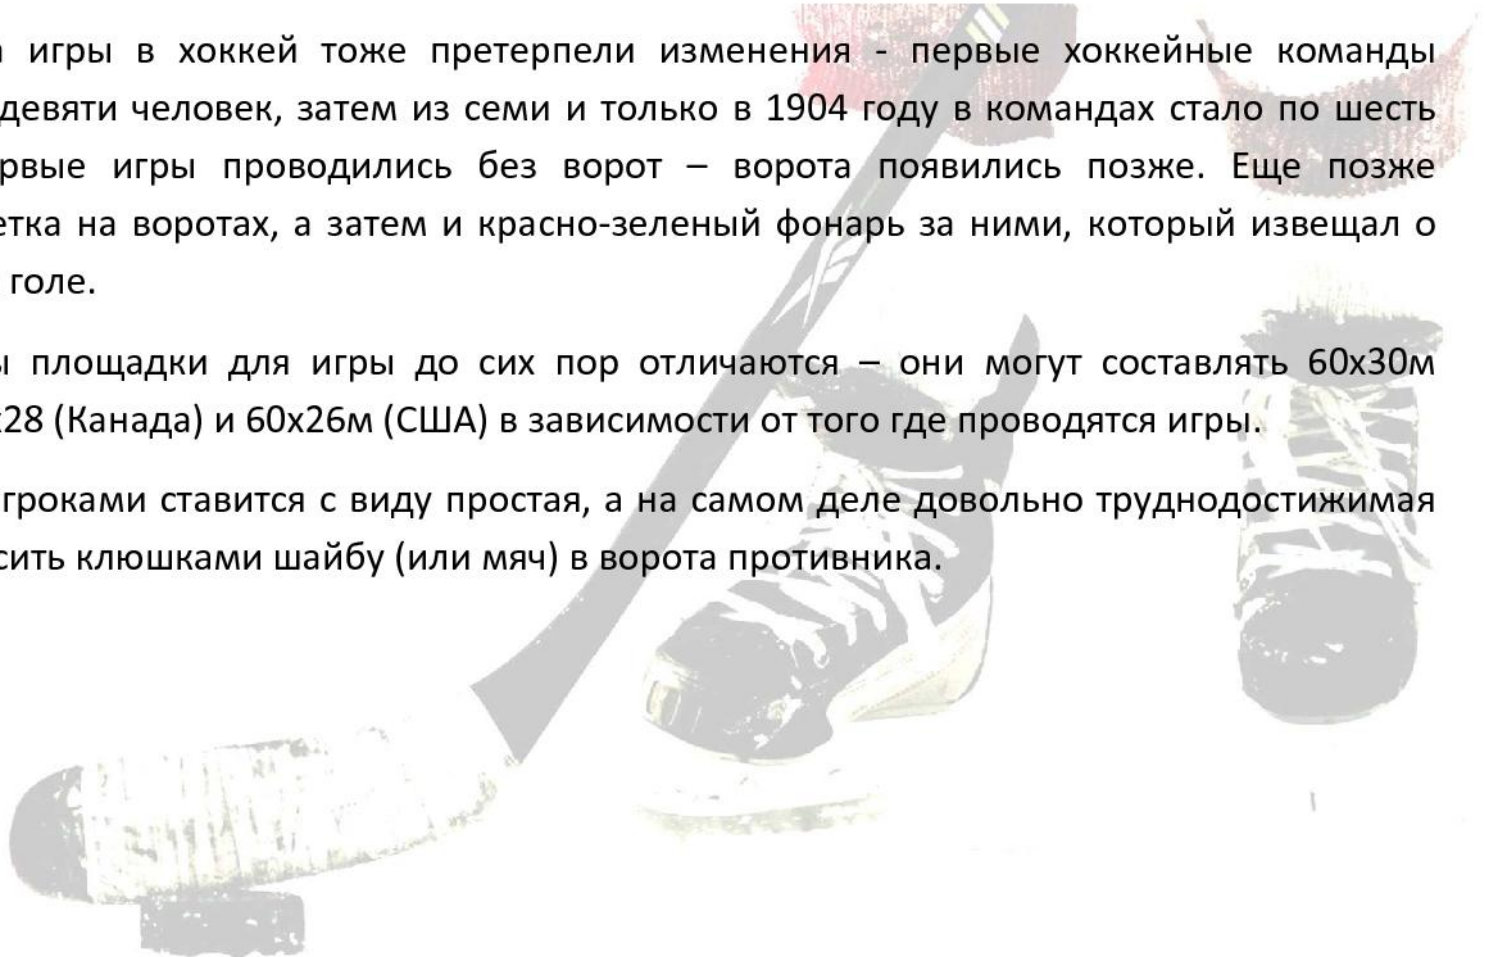 а игры в хоккей тоже претерпели изменения - первые хоккейные команды
девяти человек, затем из семи и только в 1904 году в командах стало по шесть
рвые игры проводились без ворот – ворота появились позже. Еще позже
етка на воротах, а затем и красно-зеленый фонарь за ними, который извещал о
голе.
ы площадки для игры до сих пор отличаются – они могут составлять 60х30м
х28 (Канада) и 60х26м (США) в зависимости от того где проводятся игры.
гроками ставится с виду простая, а на самом деле довольно труднодостижимая
сить клюшками шайбу (или мяч) в ворота противника.